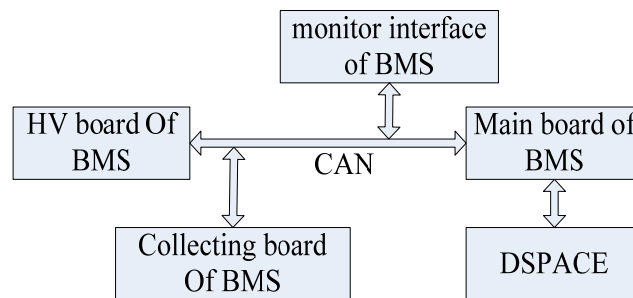 monitor interface
of BMS
HV board Of
BMS
CAN
Main board of
BMS
Collecting board
Of BMS
DSPACE